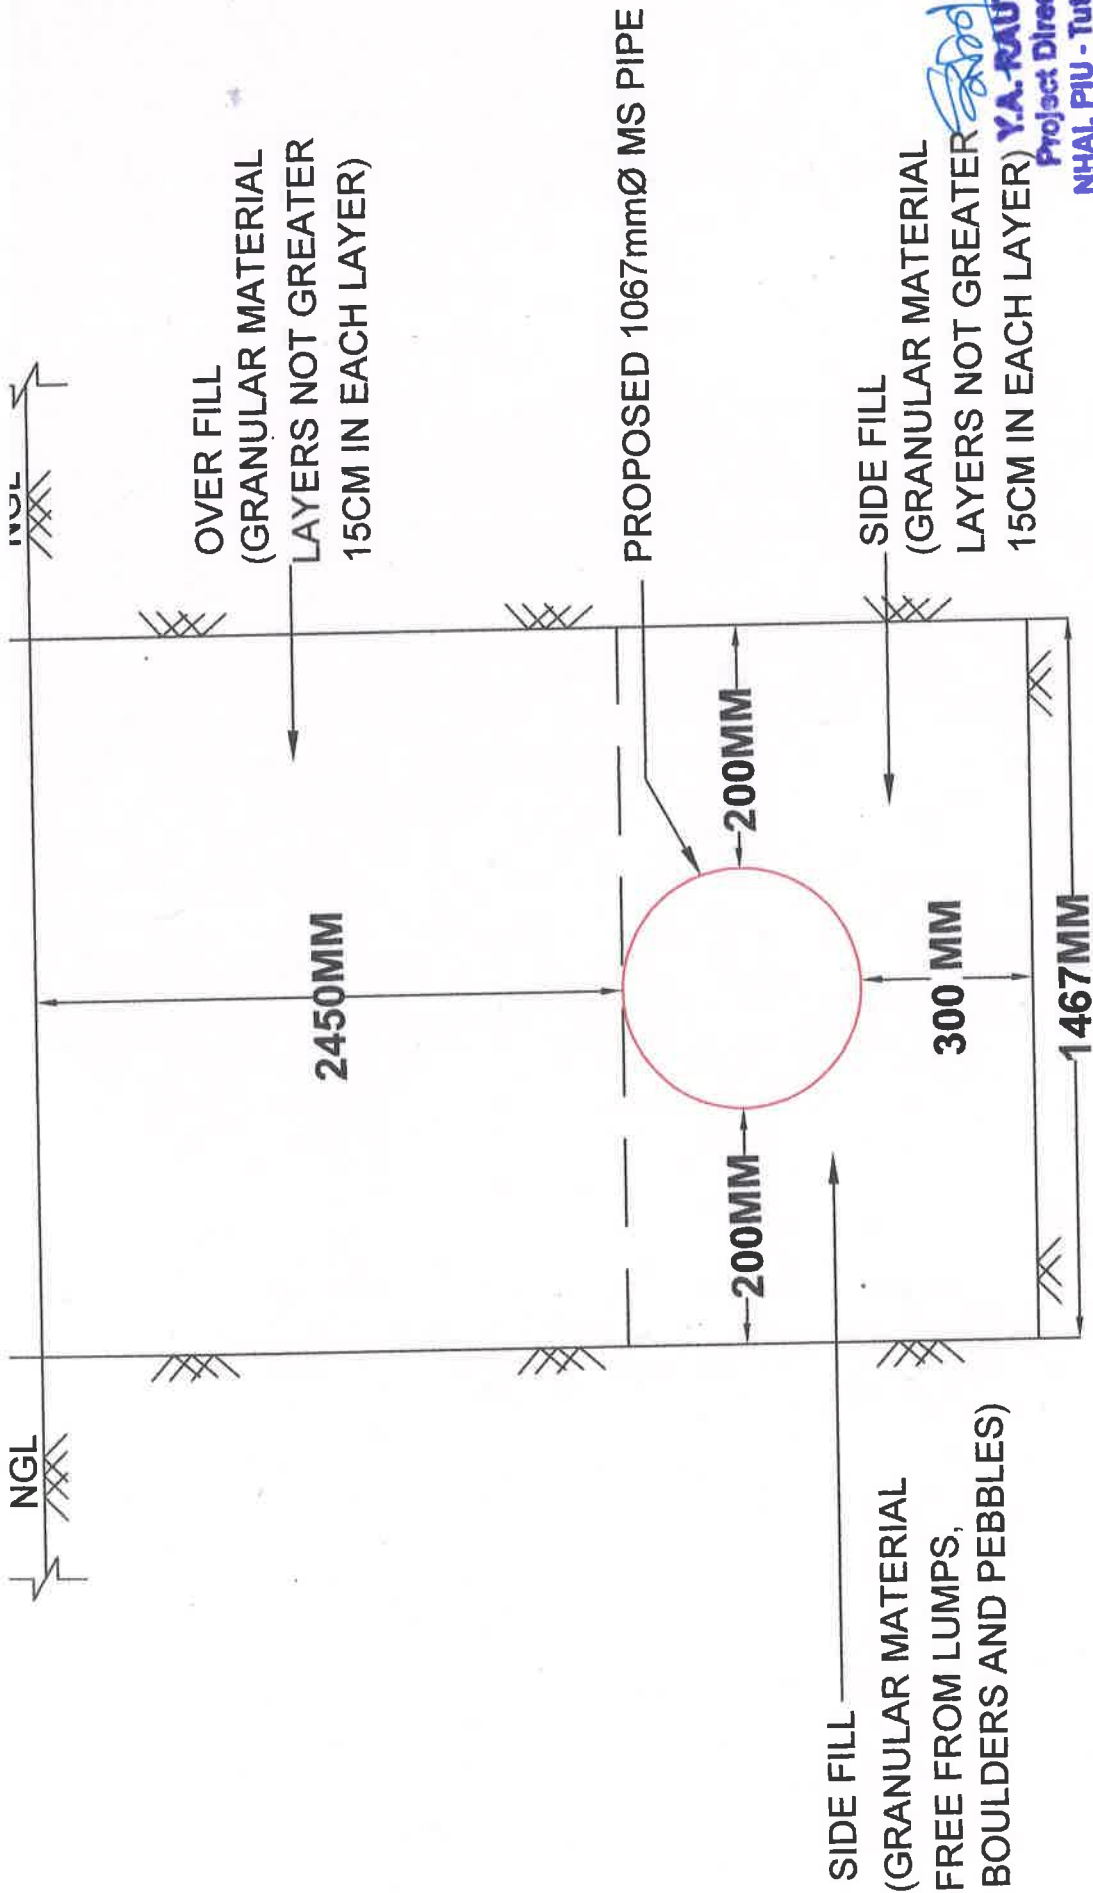 NGL
NGL
OVER FILL
(GRANULAR MATERIAL
LAYERS NOT GREATER
15CM IN EACH LAYER)
2450MM
PROPOSED 1067mmØ MS PIPE
200MM
200MM
SIDE FILL
(GRANULAR MATERIAL
FREE FROM LUMPS,
BOULDERS AND PEBBLES)
SIDE FILL
(GRANULAR MATERIAL
LAYERS NOT GREATER
15CM IN EACH LAYER)
300 MM
1467MM
Y.A. RAUT
Project Direc
NHAI, PIU - Tut